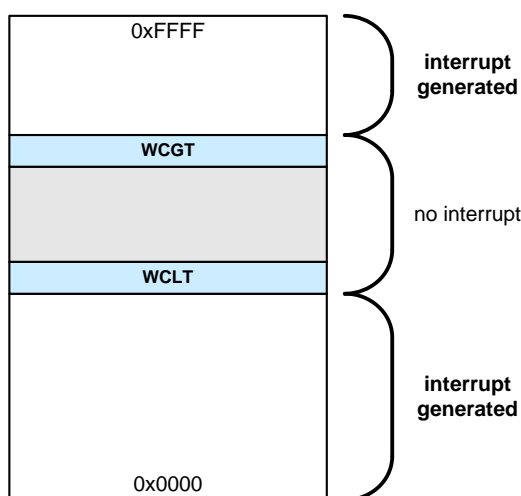 0xFFFF
interrupt
generated
WCGT
no interrupt
WCLT
interrupt
generated
0x0000